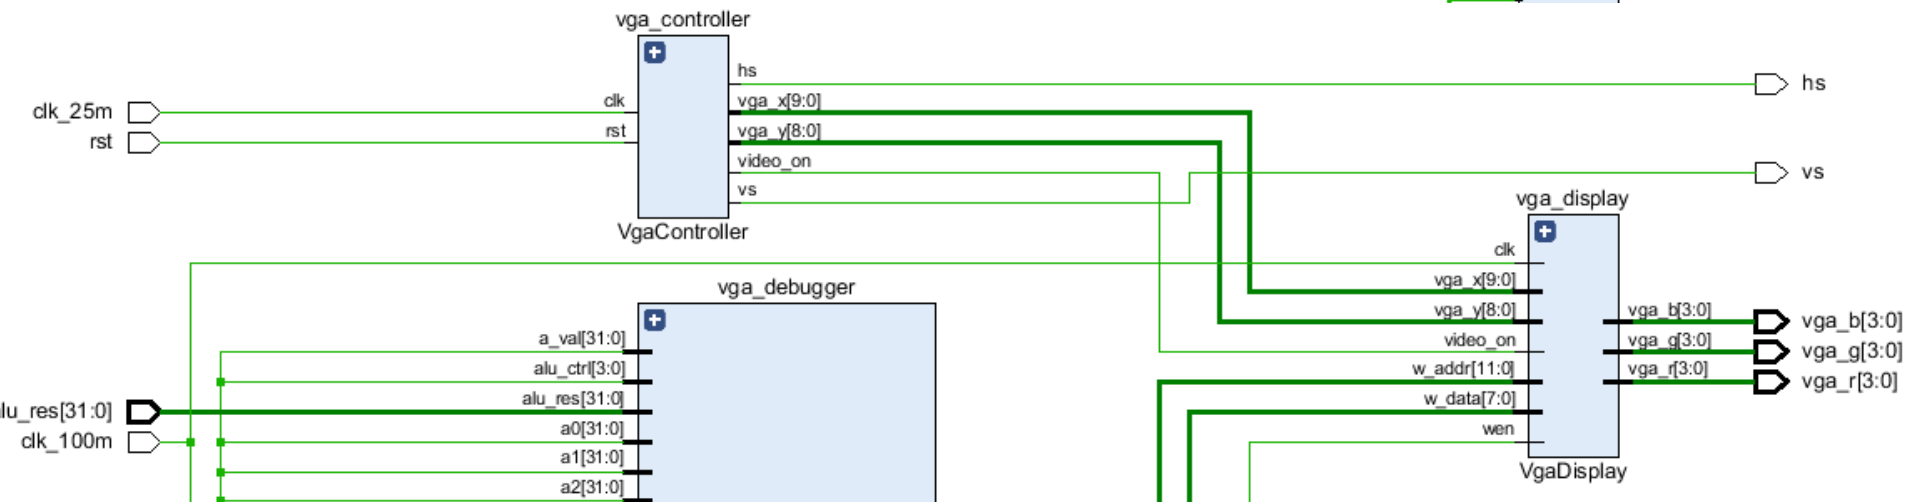 vga_controller
hs
hs
clk_25m
clk
vga_x[9:0]
rst
rst
vga_y[8:0]
video_on
vs
vs
VgaController
vga_display
clk
vga_x[9:0]
vga_y[8:0]
video_on
w_addr[11:0]
w_data[7:0]
wen
vga_b[3:0]
vga_b[3:0]
vga_g[3:0]
vga_g[3:0]
vga_r[3:0]
vga_r[3:0]
VgaDisplay
vga_debugger
a_val[31:0]
alu_ctrl[3:0]
lu_res[31:0]
alu_res[31:0]
clk_100m
a0[31:0]
a1[31:0]
a2[31:0]